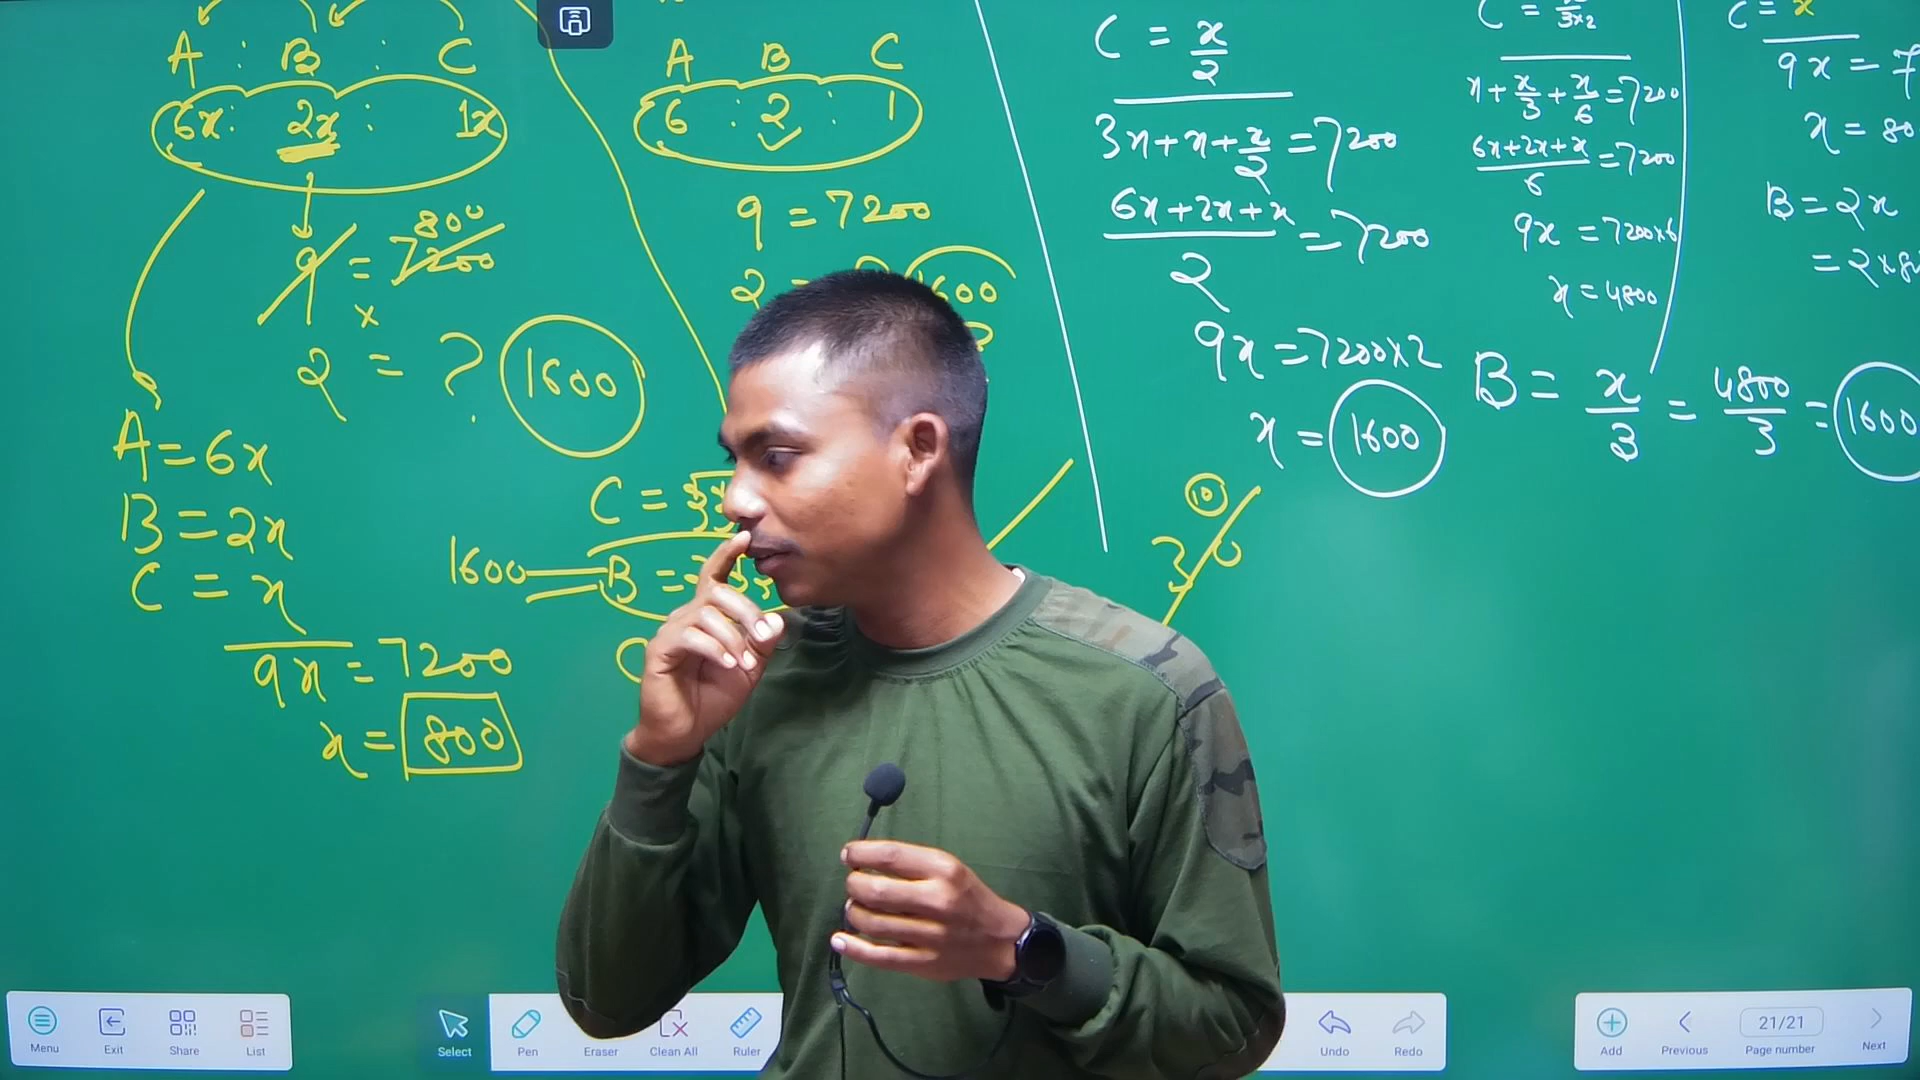 A : B : C
6x : 2x : 1x
9 = 7200
800
x
2 = ? 1600
A = 6x
B = 2x
C = x
9x = 7200
x = 800
A B C
6 : 2 : 1
9 = 7200
2 =
C =
1600 B =
C = x/2
3x + x + x/2 = 7200
6x + 2x + x / 2 = 7200
9x = 7200 x 2
x = 1600
10
30
x + x/3 + x/6 = 7200
6x + 2x + x / 6 = 7200
9x = 7200 x 6
x = 4800
B = x/3 = 4800/3 = 1600
C = x
9x = 7
x = 80
B = 2x
Menu
Exit
Share
List
Select
Pen
Eraser
Clean All
Ruler
Undo
Redo
Add
Previous
21/21
Page number
Next